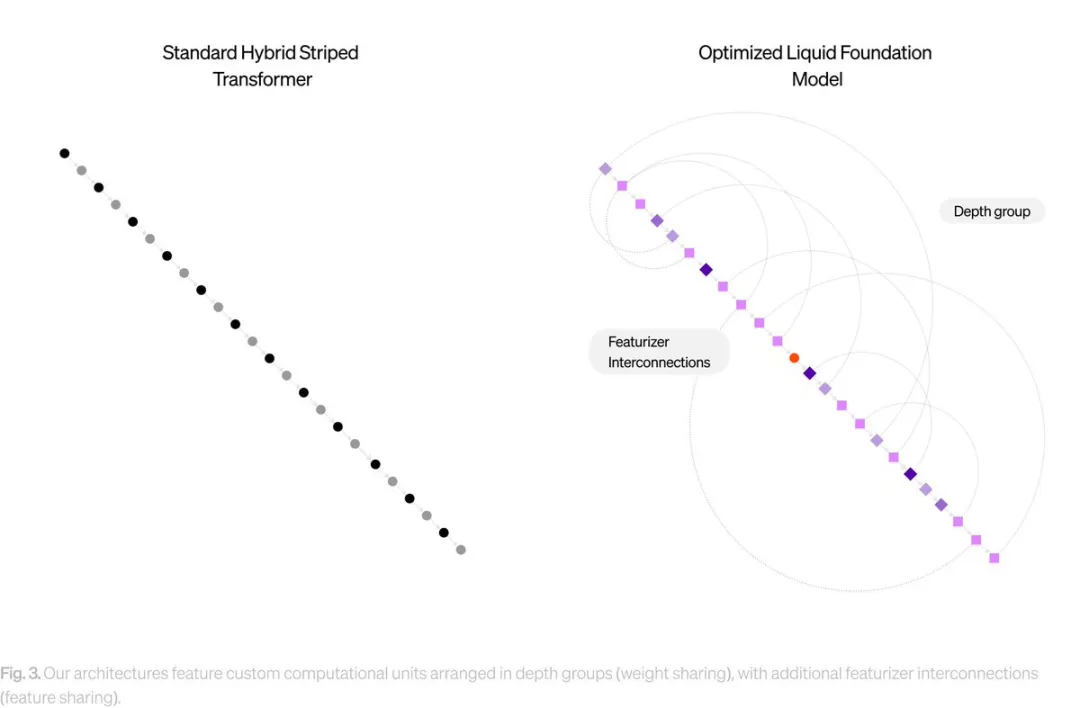 Standard Hybrid Striped
Transformer
Optimized Liquid Foundation
Model
Depth group
Featurizer
Interconnections
Fig. 3. Our architectures feature custom computational units arranged in depth groups (weight sharing), with additional featurizer interconnections
(feature sharing).